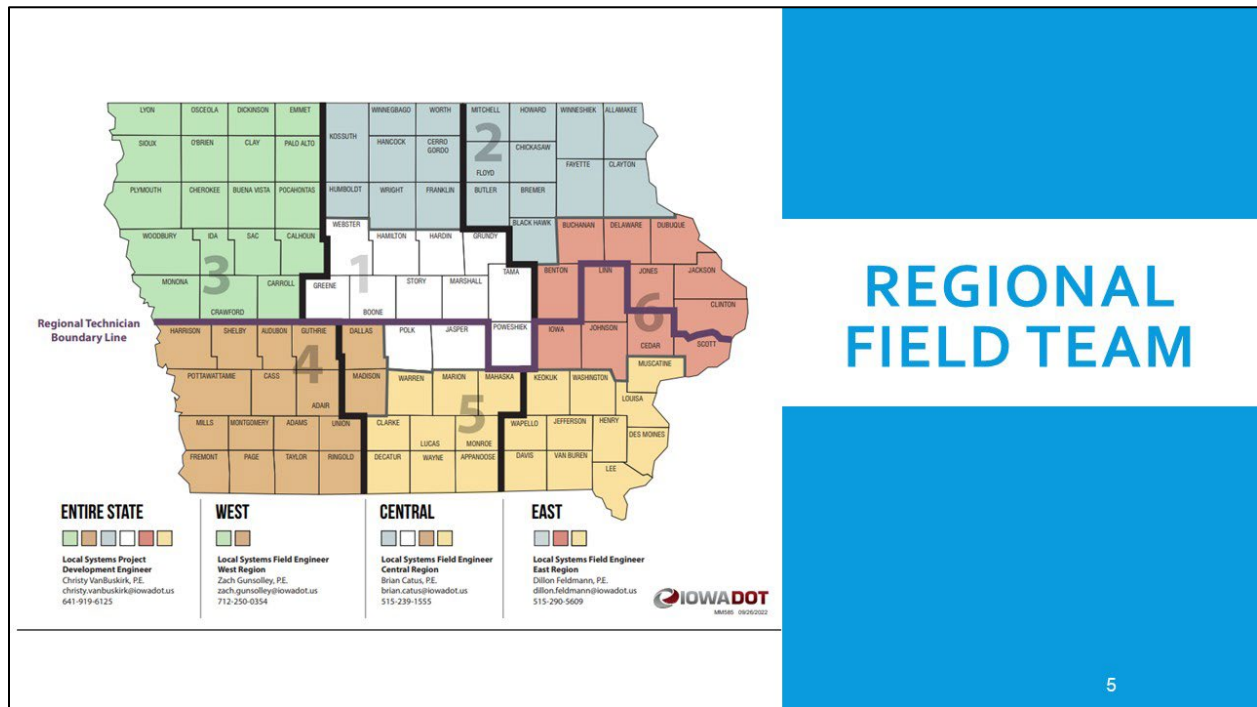 LYON OSCEOLA DICKINSON EMMET WINNEBAGO WORTH MITCHELL HOWARD WINNESHIEK ALLAMAKEE
KOSSUTH
SIOUX O'BRIEN CLAY PALO ALTO HANCOCK CERRO GORDO 2 CHICKASAW
FLOYD FAYETTE CLAYTON
PLYMOUTH CHEROKEE BUENA VISTA POCAHONTAS HUMBOLDT WRIGHT FRANKLIN BUTLER BREMER
WEBSTER BLACK HAWK BUCHANAN DELAWARE DUBUQUE
WOODBURY IDA SAC CALHOUN HAMILTON HARDIN GRUNDY
3 1 TAMA BENTON LINN JONES JACKSON
MONONA CARROLL GREENE STORY MARSHALL
CRAWFORD BOONE CLINTON
6
Regional Technician
Boundary Line
HARRISON SHELBY AUDUBON GUTHRIE DALLAS POLK JASPER POWESHIEK IOWA JOHNSON
CEDAR SCOTT
4 MUSCATINE
POTTAWATTAMIE CASS MADISON WARREN MARION MAHASKA KEOKUK WASHINGTON
ADAIR 5 LOUISA
MILLS MONTGOMERY ADAMS UNION CLARKE WAPELLO JEFFERSON HENRY
LUCAS MONROE DES MOINES
FREMONT PAGE TAYLOR RINGOLD DECATUR WAYNE APPANOOSE DAVIS VAN BUREN
LEE
ENTIRE STATE
Local Systems Project
Development Engineer
Christy VanBuskirk, P.E.
christy.vanbuskirk@iowadot.us
641-919-6125
WEST
Local Systems Field Engineer
West Region
Zach Gunsolley, P.E.
zach.gunsolley@iowadot.us
712-250-0354
CENTRAL
Local Systems Field Engineer
Central Region
Brian Catus, P.E.
brian.catus@iowadot.us
515-239-1555
EAST
Local Systems Field Engineer
East Region
Dillon Feldmann, P.E.
dillon.feldmann@iowadot.us
515-290-5609
IOWADOT
MM585 09/26/2022
REGIONAL
FIELD TEAM
5